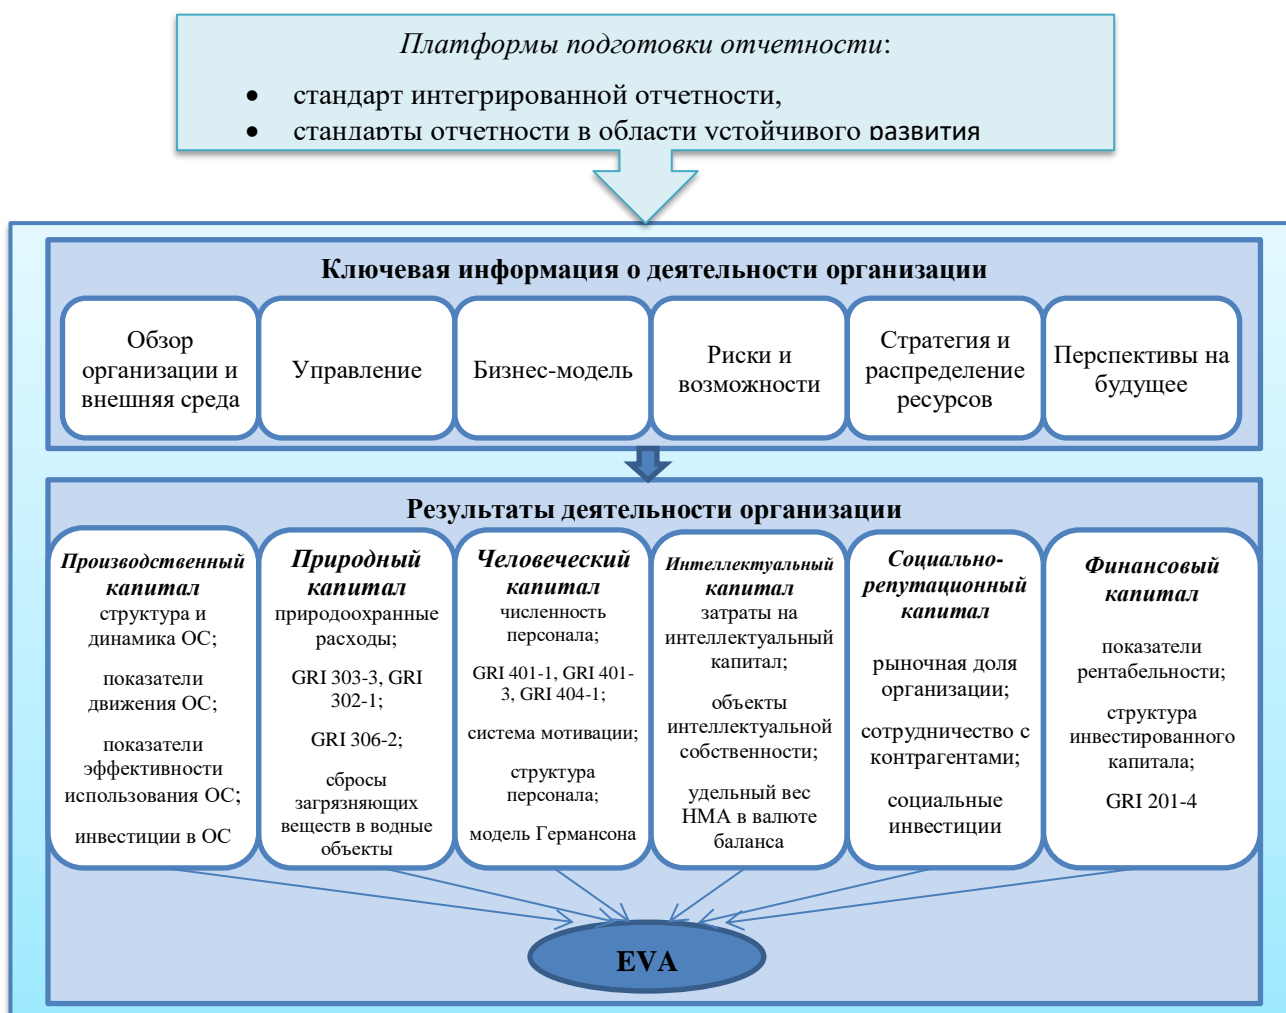 Платформы подготовки отчетности:
• стандарт интегрированной отчетности,
• стандарты отчетности в области устойчивого развития
Ключевая информация о деятельности организации
Обзор
организации и
внешняя среда
Управление
Бизнес-модель
Риски и
возможности
Стратегия и
распределение
ресурсов
Перспективы на
будущее
Результаты деятельности организации
Производственный
капитал
структура и
динамика ОС;
показатели
движения ОС;
показатели
эффективности
использования ОС;
инвестиции в ОС
Природный
капитал
природоохранные
расходы;
GRI 303-3, GRI
302-1;
GRI 306-2;
сбросы
загрязняющих
веществ в водные
объекты
Человеческий
капитал
численность
персонала;
GRI 401-1, GRI 401-
3, GRI 404-1;
система мотивации;
структура
персонала;
модель Германсона
Интеллектуальный
капитал
затраты на
интеллектуальный
капитал;
объекты
интеллектуальной
собственности;
удельный вес
НМА в валюте
баланса
Социально-
репутационный
капитал
рыночная доля
организации;
сотрудничество с
контрагентами;
социальные
инвестиции
Финансовый
капитал
показатели
рентабельности;
структура
инвестированного
капитала;
GRI 201-4
EVA